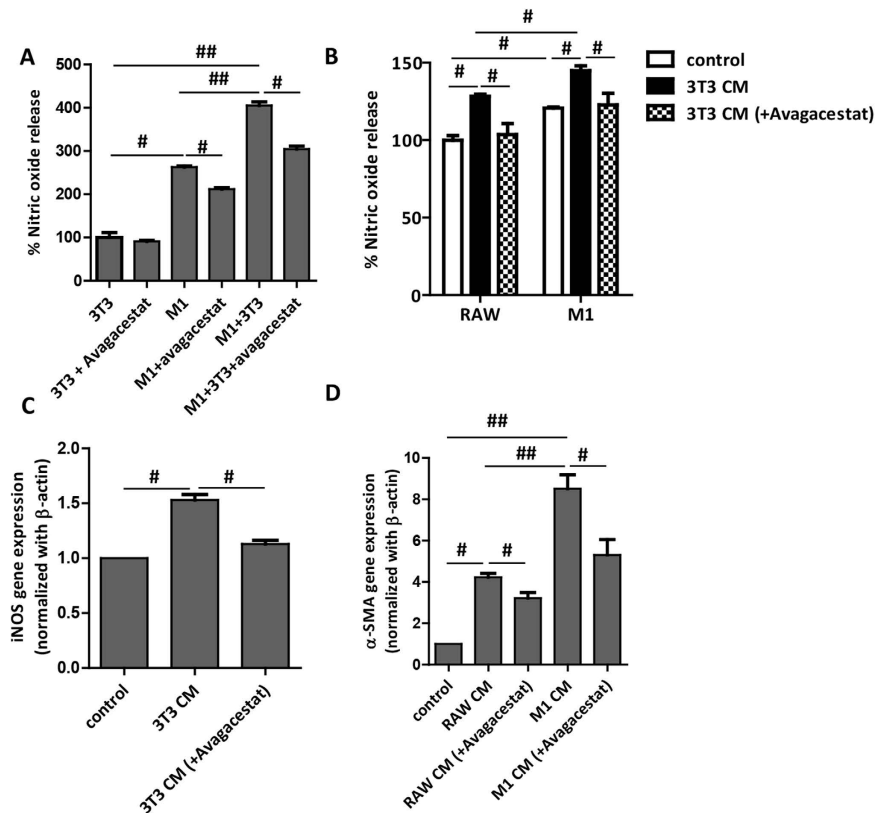 A
% Nitric oxide release
500
400
300
200
100
0
##
##
#
#
#
3T3
3T3 + Avagacestat
M1
M1+avagacestat
M1+3T3
M1+3T3+avagacestat
B
% Nitric oxide release
150
100
50
0
#
#
#
#
#
#
RAW
M1
control
3T3 CM
3T3 CM (+Avagacestat)
C
iNOS gene expression
(normalized with β-actin)
2.0
1.5
1.0
0.5
0.0
#
#
control
3T3 CM
3T3 CM (+Avagacestat)
D
α-SMA gene expression
(normalized with β-actin)
10
8
6
4
2
0
##
##
#
#
#
control
RAW CM
RAW CM (+Avagacestat)
M1 CM
M1 CM (+Avagacestat)